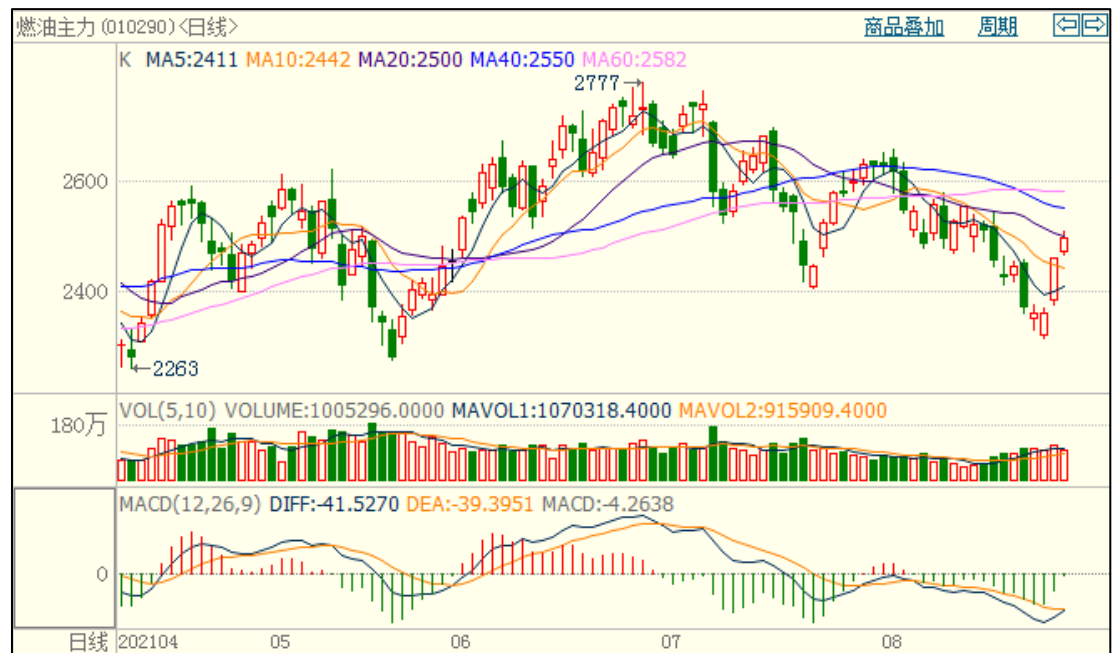 燃油主力 (010290)<日线> 商品叠加 周期
K MA5:2411 MA10:2442 MA20:2500 MA40:2550 MA60:2582
2777
2600
2400
2263
VOL(5,10) VOLUME:1005296.0000 MAVOL1:1070318.4000 MAVOL2:915909.4000
180万
MACD(12,26,9) DIFF:-41.5270 DEA:-39.3951 MACD:-4.2638
0
日线 202104 05 06 07 08